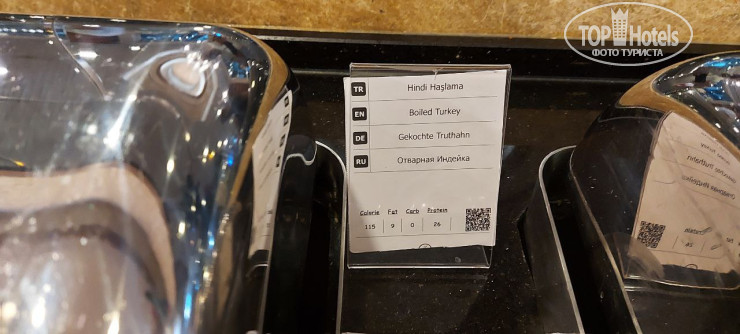 TOP Hotels
ФОТО ТУРИСТА
TR Hindi Haşlama
EN Boiled Turkey
DE Gekochte Truthahn
RU Отварная Индейка
Calorie Fat Carb Protein
115 9 0 26